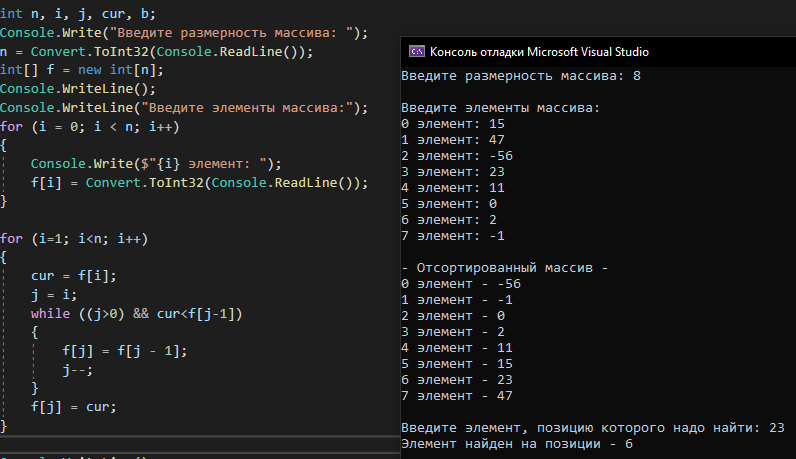 int n, i, j, cur, b;
Console.Write("Введите размерность массива: ");
n = Convert.ToInt32(Console.ReadLine());
int[] f = new int[n];
Console.WriteLine();
Console.WriteLine("Введите элементы массива:");
for (i = 0; i < n; i++)
{
Console.Write($"{i} элемент: ");
f[i] = Convert.ToInt32(Console.ReadLine());
}
for (i=1; i<n; i++)
{
cur = f[i];
j = i;
while ((j>0) && cur<f[j-1])
{
f[j] = f[j - 1];
j--;
}
f[j] = cur;
}
Консоль отладки Microsoft Visual Studio
Введите размерность массива: 8
Введите элементы массива:
0 элемент: 15
1 элемент: 47
2 элемент: -56
3 элемент: 23
4 элемент: 11
5 элемент: 0
6 элемент: 2
7 элемент: -1
- Отсортированный массив -
0 элемент - -56
1 элемент - -1
2 элемент - 0
3 элемент - 2
4 элемент - 11
5 элемент - 15
6 элемент - 23
7 элемент - 47
Введите элемент, позицию которого надо найти: 23
Элемент найден на позиции - 6